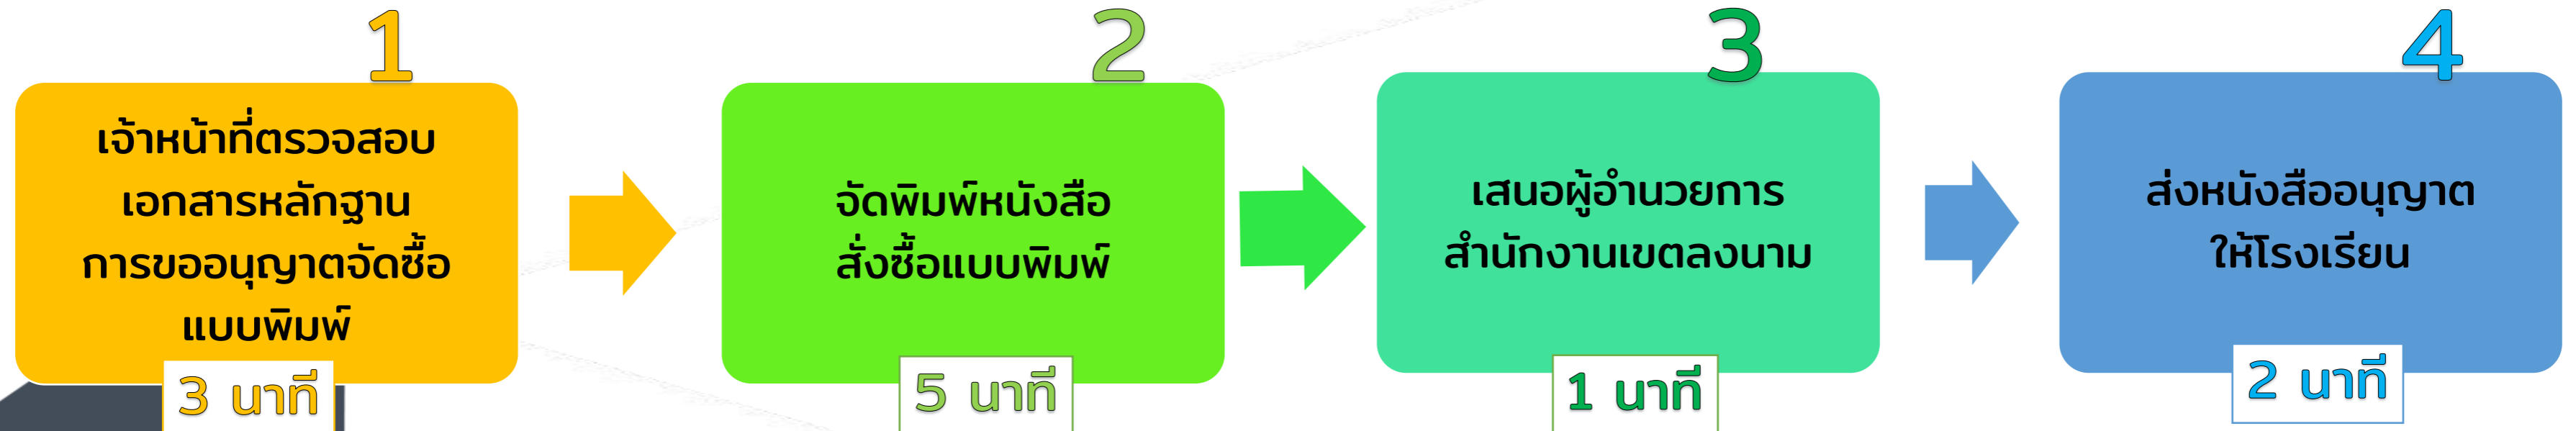 1
เจ้าหน้าที่ตรวจสอบ
เอกสารหลักฐาน
การขออนุญาตจัดซื้อ
แบบพิมพ์
3 นาที
2
จัดพิมพ์หนังสือ
สั่งซื้อแบบพิมพ์
5 นาที
3
เสนอผู้อำนวยการ
สำนักงานเขตลงนาม
1 นาที
4
ส่งหนังสืออนุญาต
ให้โรงเรียน
2 นาที